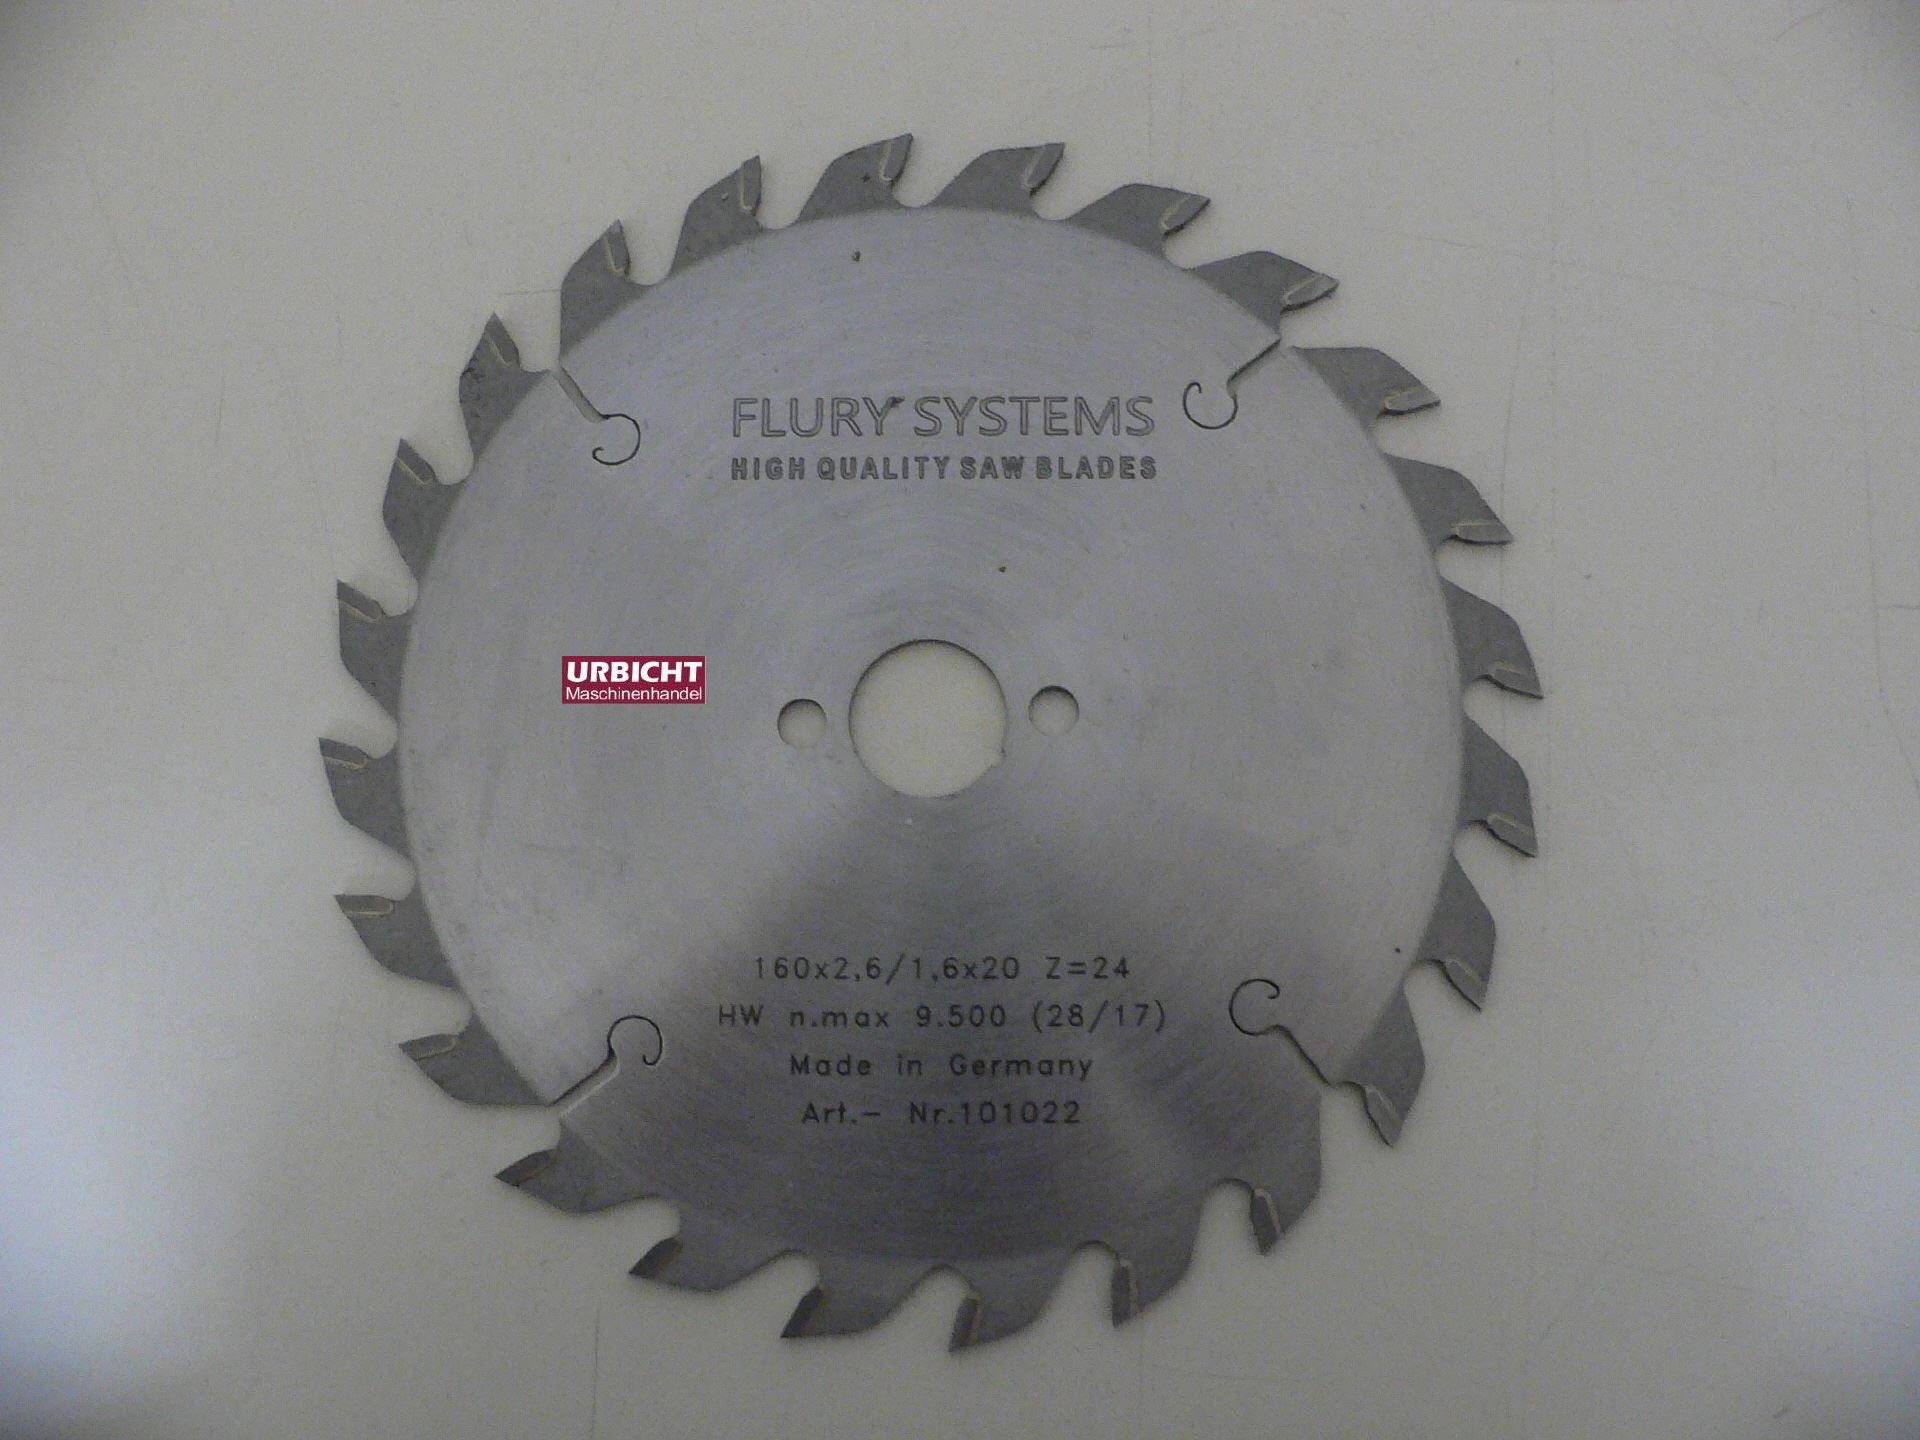 FLURY SYSTEMS
HIGH QUALITY SAW BLADES
URBICHT
Maschinenhandel
160x2,6/1,6x20 Z=24
HW n.max 9.500 (28/17)
Made in Germany
Art.- Nr.101022